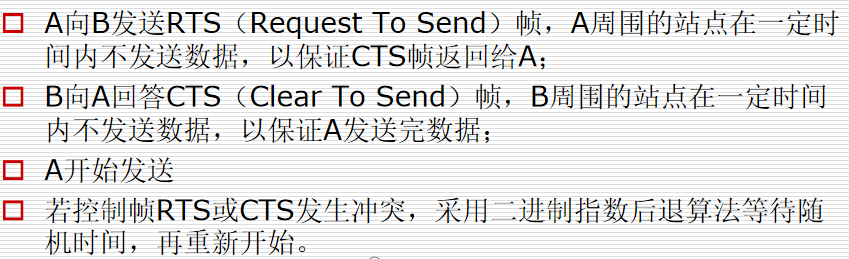 A向B发送RTS（Request To Send）帧，A周围的站点在一定时
间内不发送数据，以保证CTS帧返回给A；
B向A回答CTS（Clear To Send）帧，B周围的站点在一定时间
内不发送数据，以保证A发送完数据；
A开始发送
若控制帧RTS或CTS发生冲突，采用二进制指数后退算法等待随
机时间，再重新开始。